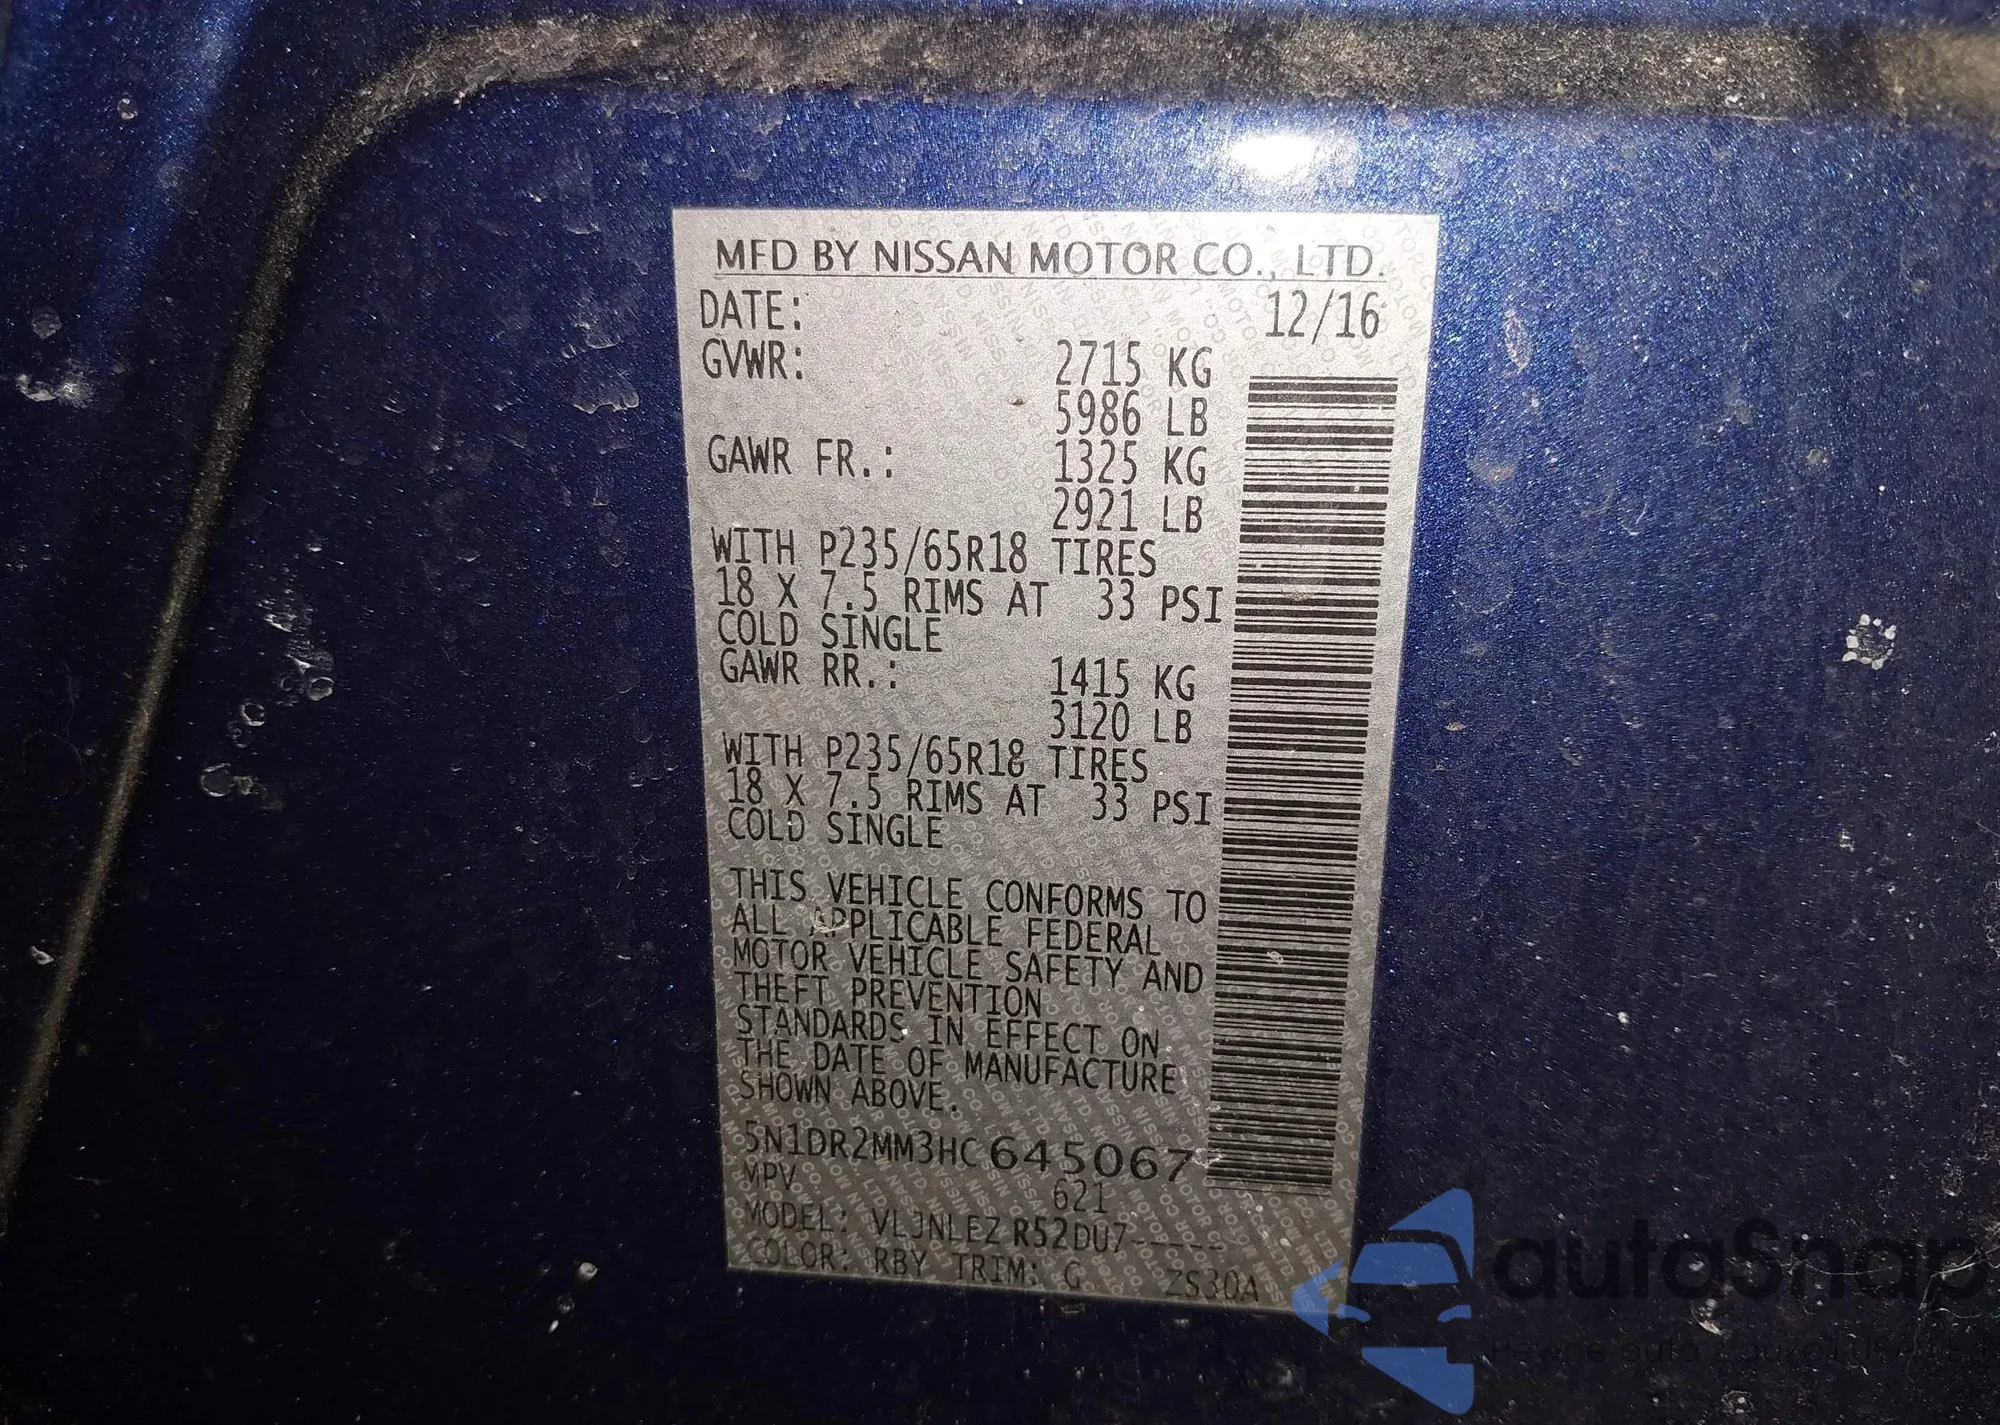 MFD BY NISSAN MOTOR CO., LTD.
DATE: 12/16
GVWR: 2715 KG
5986 LB
GAWR FR.: 1325 KG
2921 LB
WITH P235/65R18 TIRES
18 X 7.5 RIMS AT 33 PSI
COLD SINGLE
GAWR RR.: 1415 KG
3120 LB
WITH P235/65R18 TIRES
18 X 7.5 RIMS AT 33 PSI
COLD SINGLE
THIS VEHICLE CONFORMS TO
ALL APPLICABLE FEDERAL
MOTOR VEHICLE SAFETY AND
THEFT PREVENTION
STANDARDS IN EFFECT ON
THE DATE OF MANUFACTURE
SHOWN ABOVE.
5N1DR2MM3HC645067
MPV 621
MODEL: VLJNLEZ R52DU7-----
COLOR: RBY TRIM: G ZS30A
autaSnap
Pewne auto